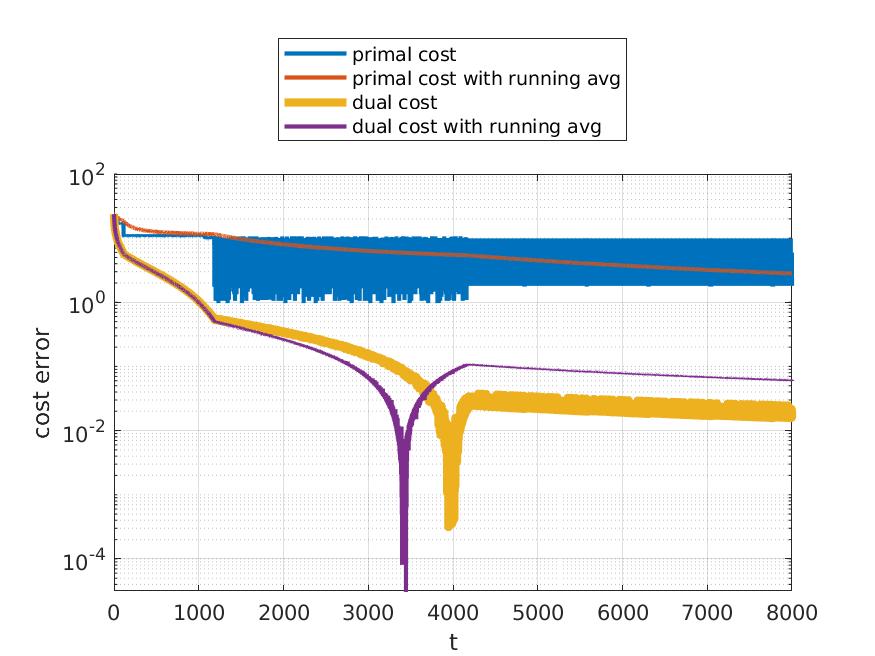 primal cost
primal cost with running avg
dual cost
dual cost with running avg
10^2
10^0
10^-2
10^-4
cost error
0 1000 2000 3000 4000 5000 6000 7000 8000
t